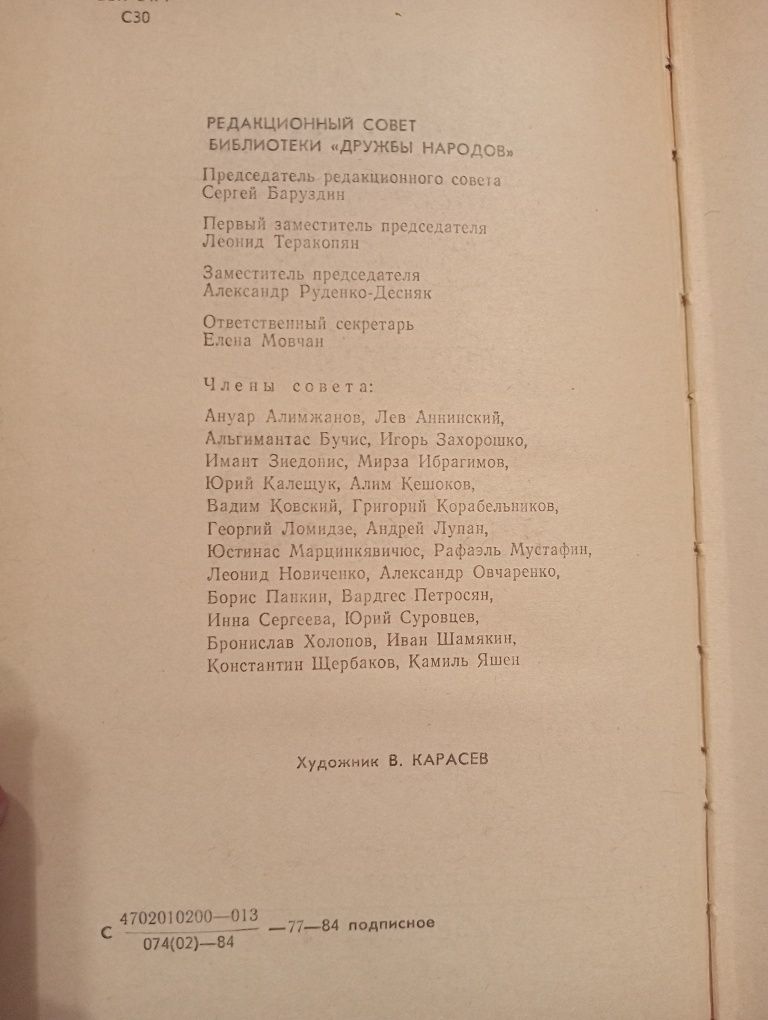 С30
РЕДАКЦИОННЫЙ СОВЕТ
БИБЛИОТЕКИ «ДРУЖБЫ НАРОДОВ»
Председатель редакционного совета
Сергей Баруздин
Первый заместитель председателя
Леонид Теракопян
Заместитель председателя
Александр Руденко-Десняк
Ответственный секретарь
Елена Мовчан
Члены совета:
Ануар Алимжанов, Лев Аннинский,
Альгимантас Бучис, Игорь Захорошко,
Имант Зиедонис, Мирза Ибрагимов,
Юрий Калещук, Алим Кешоков,
Вадим Ковский, Григорий Корабельников,
Георгий Ломидзе, Андрей Лупан,
Юстинас Марцинкявичюс, Рафаэль Мустафин,
Леонид Новиченко, Александр Овчаренко,
Борис Панкин, Вардгес Петросян,
Инна Сергеева, Юрий Суровцев,
Бронислав Холопов, Иван Шамякин,
Константин Щербаков, Камиль Яшен
Художник В. КАРАСЕВ
4702010200—013
С —77—84 подписное
074(02)—84